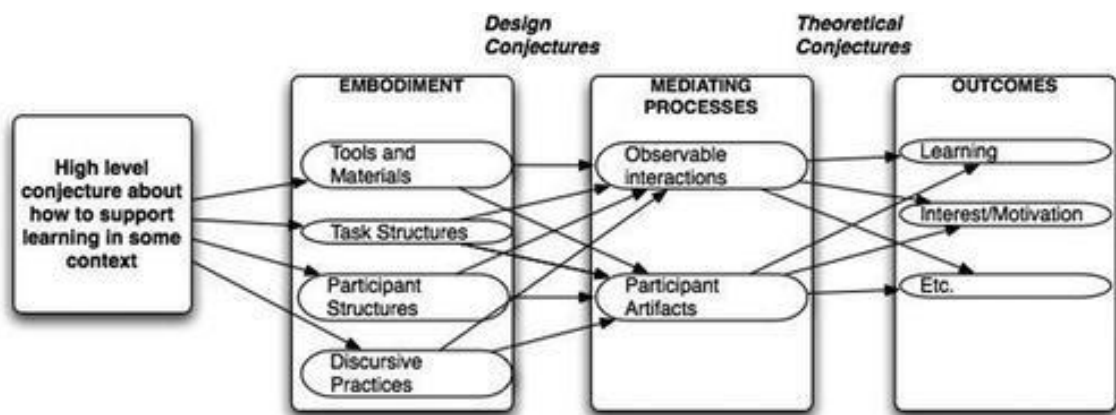 Design
Conjectures
Theoretical
Conjectures
High level
conjecture about
how to support
learning in some
context
EMBODIMENT
Tools and
Materials
Task Structures
Participant
Structures
Discursive
Practices
MEDIATING
PROCESSES
Observable
interactions
Participant
Artifacts
OUTCOMES
Learning
Interest/Motivation
Etc.